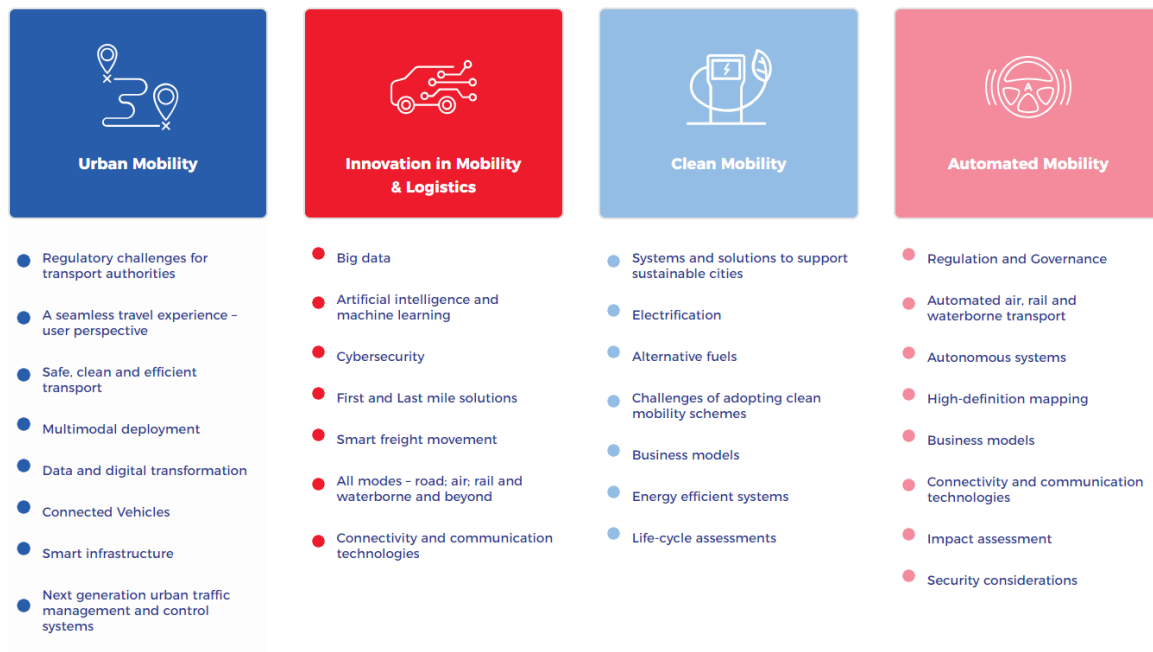 Urban Mobility
Regulatory challenges for
transport authorities
A seamless travel experience –
user perspective
Safe, clean and efficient
transport
Multimodal deployment
Data and digital transformation
Connected Vehicles
Smart infrastructure
Next generation urban traffic
management and control
systems
Innovation in Mobility
& Logistics
Big data
Artificial intelligence and
machine learning
Cybersecurity
First and Last mile solutions
Smart freight movement
All modes – road; air; rail and
waterborne and beyond
Connectivity and communication
technologies
Clean Mobility
Systems and solutions to support
sustainable cities
Electrification
Alternative fuels
Challenges of adopting clean
mobility schemes
Business models
Energy efficient systems
Life-cycle assessments
A
Automated Mobility
Regulation and Governance
Automated air, rail and
waterborne transport
Autonomous systems
High-definition mapping
Business models
Connectivity and communication
technologies
Impact assessment
Security considerations